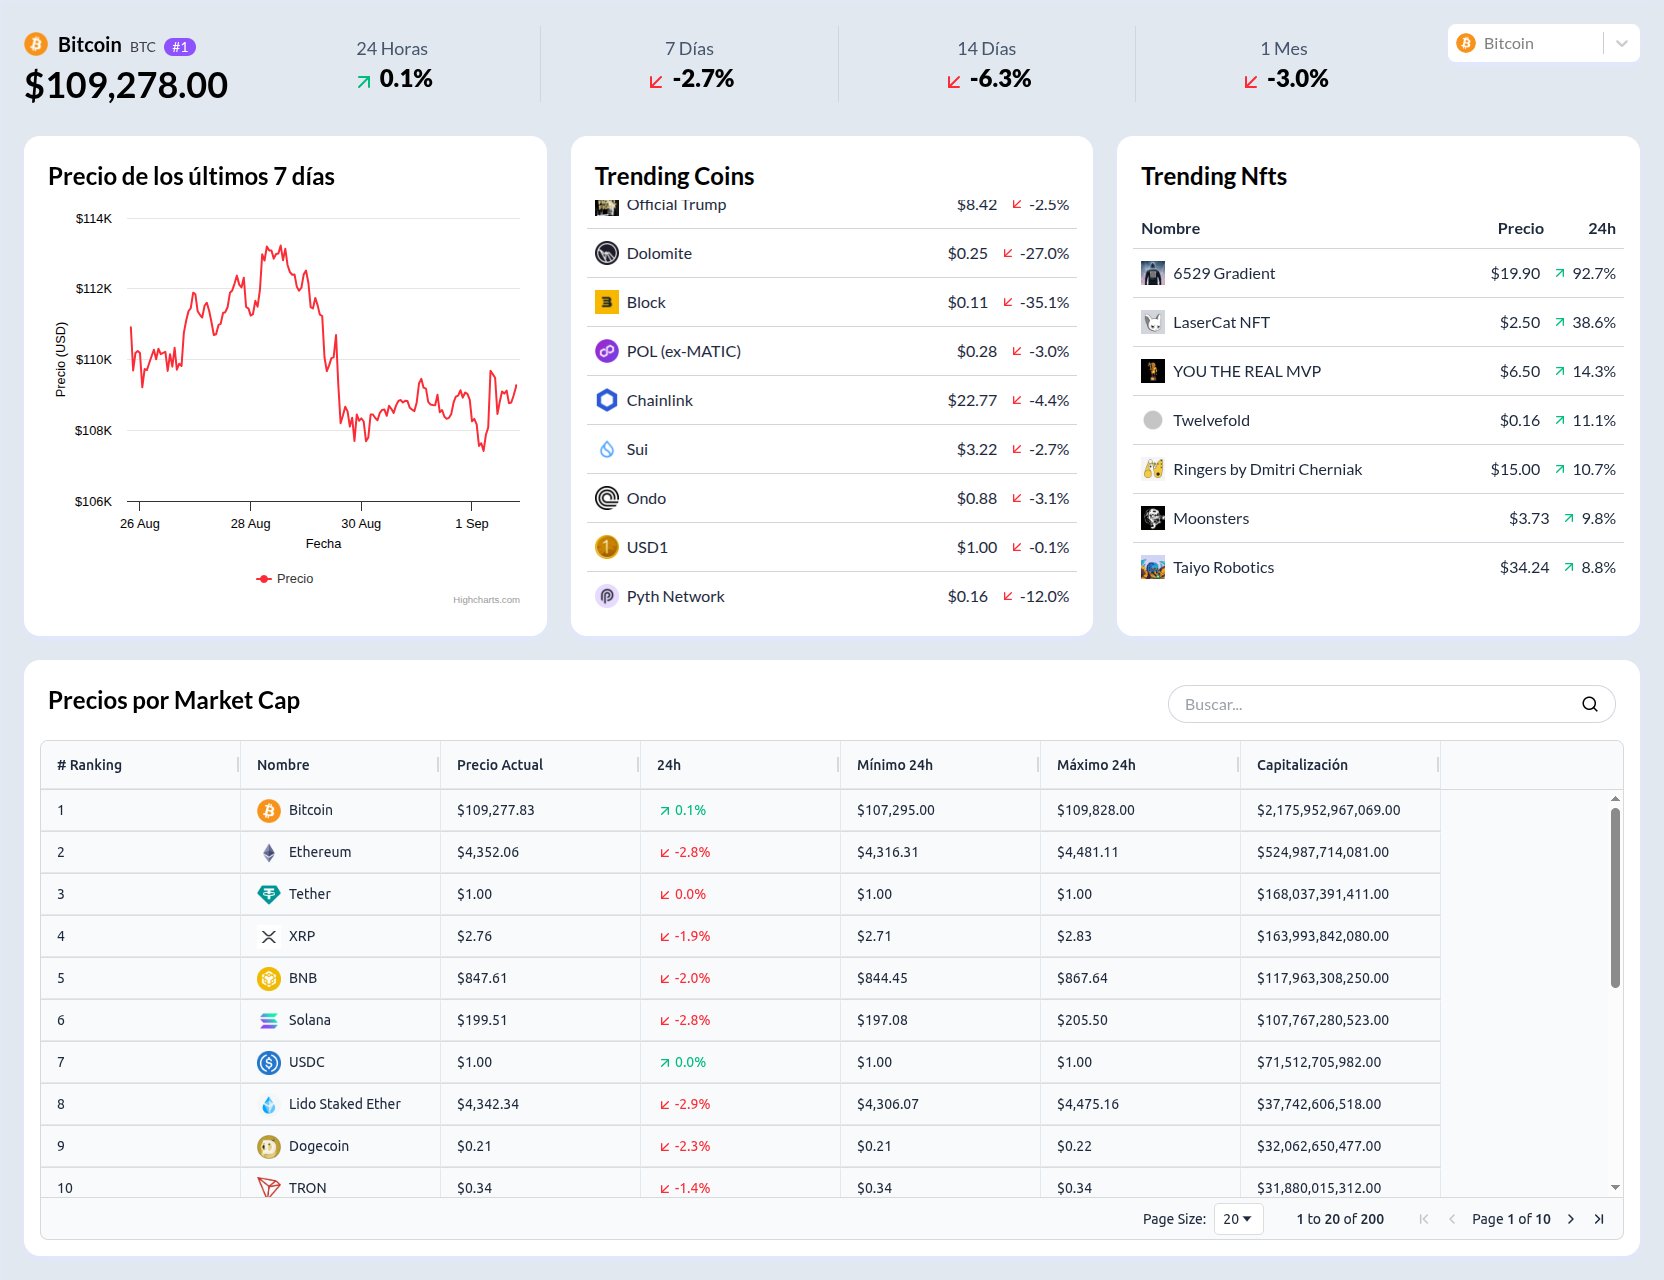 Bitcoin BTC #1
$109,278.00
24 Horas
0.1%
7 Días
-2.7%
14 Días
-6.3%
1 Mes
-3.0%
Bitcoin
Precio de los últimos 7 días
$114K
$112K
$110K
$108K
$106K
Precio (USD)
26 Aug 28 Aug 30 Aug 1 Sep
Fecha
Precio
Highcharts.com
Trending Coins
Official Trump $8.42 -2.5%
Dolomite $0.25 -27.0%
Block $0.11 -35.1%
POL (ex-MATIC) $0.28 -3.0%
Chainlink $22.77 -4.4%
Sui $3.22 -2.7%
Ondo $0.88 -3.1%
USD1 $1.00 -0.1%
Pyth Network $0.16 -12.0%
Trending Nfts
Nombre Precio 24h
6529 Gradient $19.90 92.7%
LaserCat NFT $2.50 38.6%
YOU THE REAL MVP $6.50 14.3%
Twelvefold $0.16 11.1%
Ringers by Dmitri Cherniak $15.00 10.7%
Moonsters $3.73 9.8%
Taiyo Robotics $34.24 8.8%
Precios por Market Cap
Buscar...
# Ranking Nombre Precio Actual 24h Mínimo 24h Máximo 24h Capitalización
1 Bitcoin $109,277.83 0.1% $107,295.00 $109,828.00 $2,175,952,967,069.00
2 Ethereum $4,352.06 -2.8% $4,316.31 $4,481.11 $524,987,714,081.00
3 Tether $1.00 0.0% $1.00 $1.00 $168,037,391,411.00
4 XRP $2.76 -1.9% $2.71 $2.83 $163,993,842,080.00
5 BNB $847.61 -2.0% $844.45 $867.64 $117,963,308,250.00
6 Solana $199.51 -2.8% $197.08 $205.50 $107,767,280,523.00
7 USDC $1.00 0.0% $1.00 $1.00 $71,512,705,982.00
8 Lido Staked Ether $4,342.34 -2.9% $4,306.07 $4,475.16 $37,742,606,518.00
9 Dogecoin $0.21 -2.3% $0.21 $0.22 $32,062,650,477.00
10 TRON $0.34 -1.4% $0.34 $0.34 $31,880,015,312.00
Page Size: 20 1 to 20 of 200 Page 1 of 10